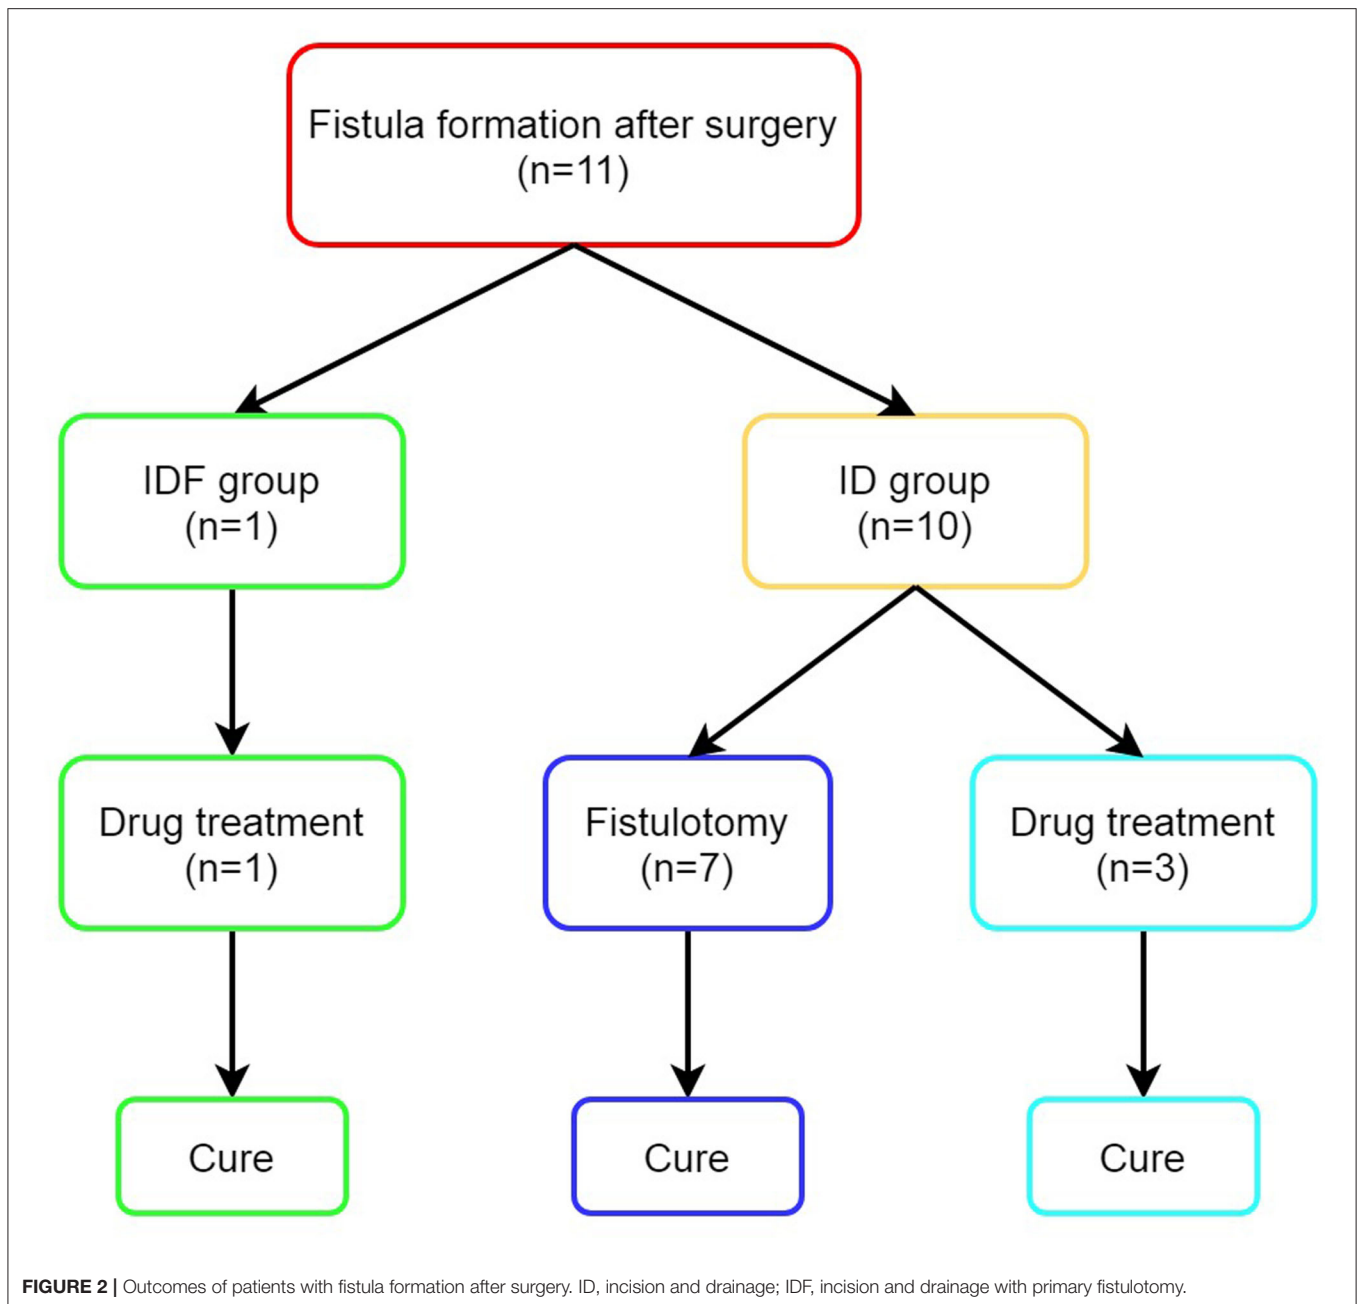 Fistula formation after surgery
(n=11)
IDF group
(n=1)
ID group
(n=10)
Drug treatment
(n=1)
Fistulotomy
(n=7)
Drug treatment
(n=3)
Cure
Cure
Cure
FIGURE 2 | Outcomes of patients with fistula formation after surgery. ID, incision and drainage; IDF, incision and drainage with primary fistulotomy.